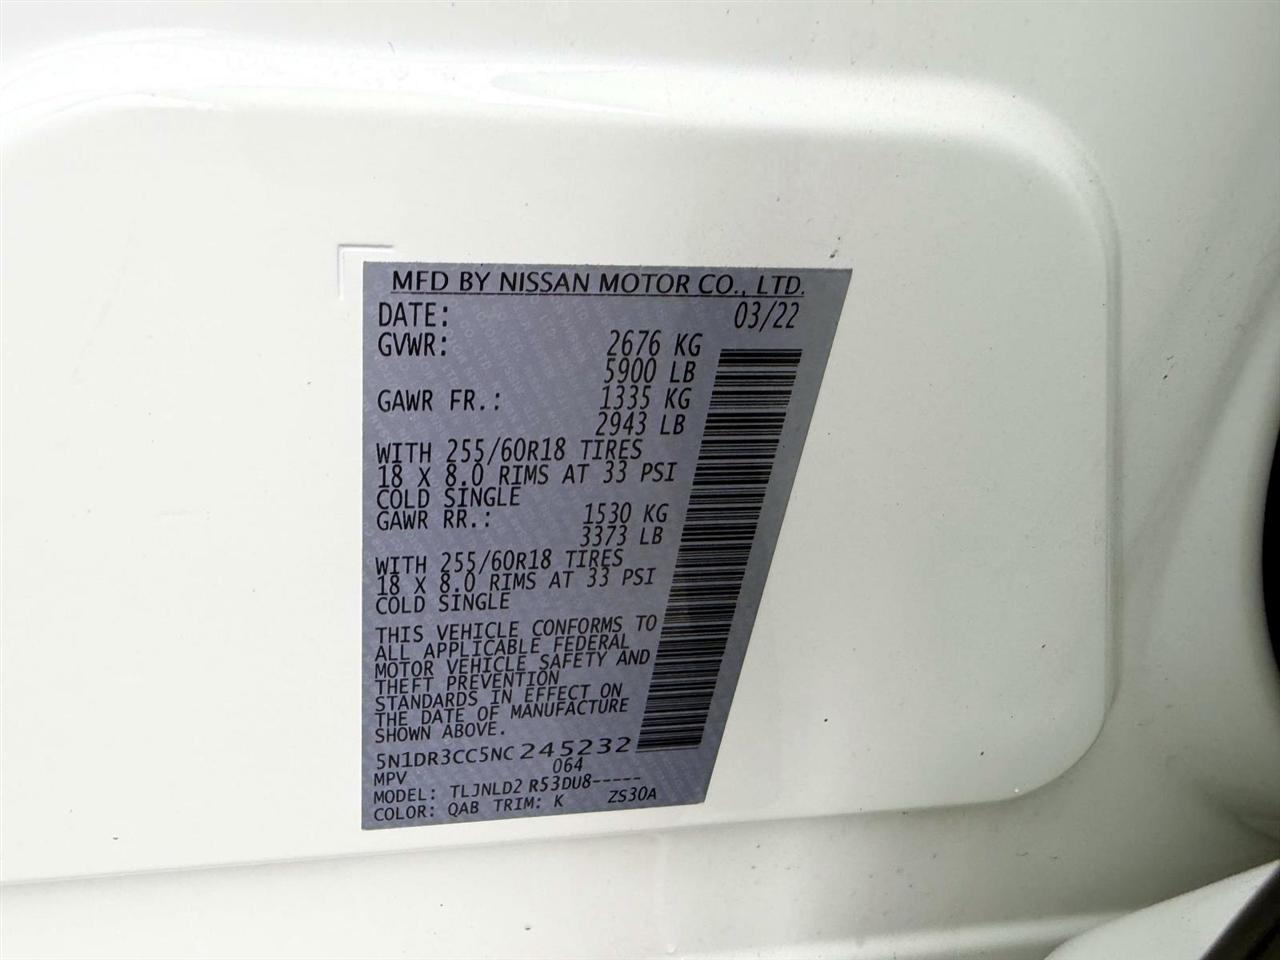 MFD BY NISSAN MOTOR CO., LTD.
DATE: 03/22
GVWR: 2676 KG
5900 LB
GAWR FR.: 1335 KG
2943 LB
WITH 255/60R18 TIRES
18 X 8.0 RIMS AT 33 PSI
COLD SINGLE
GAWR RR.: 1530 KG
3373 LB
WITH 255/60R18 TIRES
18 X 8.0 RIMS AT 33 PSI
COLD SINGLE
THIS VEHICLE CONFORMS TO
ALL APPLICABLE FEDERAL
MOTOR VEHICLE SAFETY AND
THEFT PREVENTION
STANDARDS IN EFFECT ON
THE DATE OF MANUFACTURE
SHOWN ABOVE.
5N1DR3CC5NC245232
MPV 064
MODEL: TLJNLD2 R53DU8-----
COLOR: QAB TRIM: K ZS30A